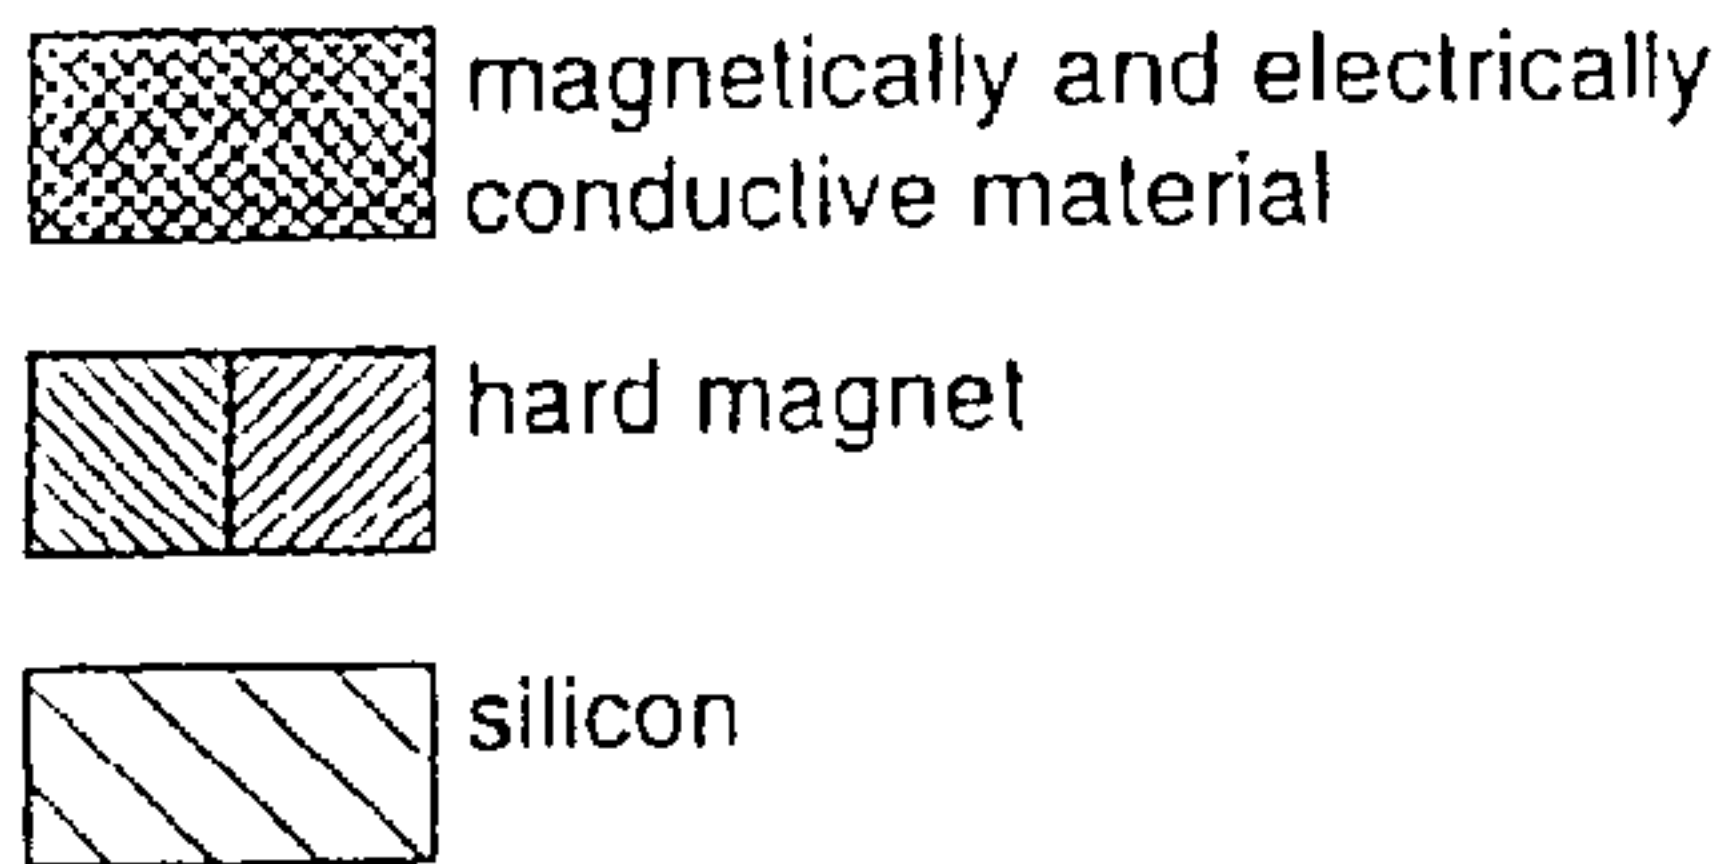 magnetically and electrically
conductive material
hard magnet
silicon